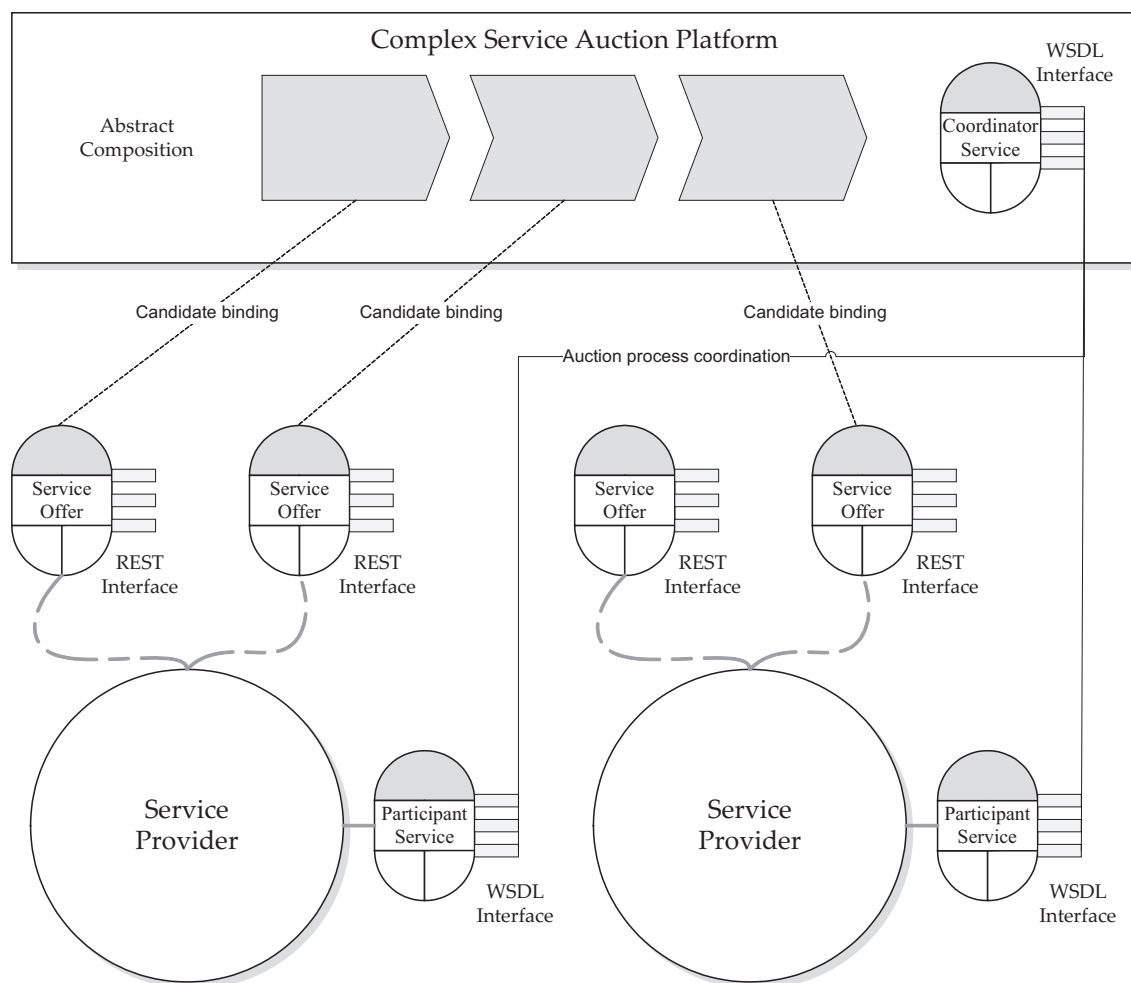 Complex Service Auction Platform
WSDL
Interface
Abstract
Composition
Coordinator
Service
Candidate binding
Candidate binding
Candidate binding
Auction process coordination
Service
Offer
REST
Interface
Service
Offer
REST
Interface
Service
Offer
REST
Interface
Service
Offer
REST
Interface
Service
Provider
Participant
Service
WSDL
Interface
Service
Provider
Participant
Service
WSDL
Interface